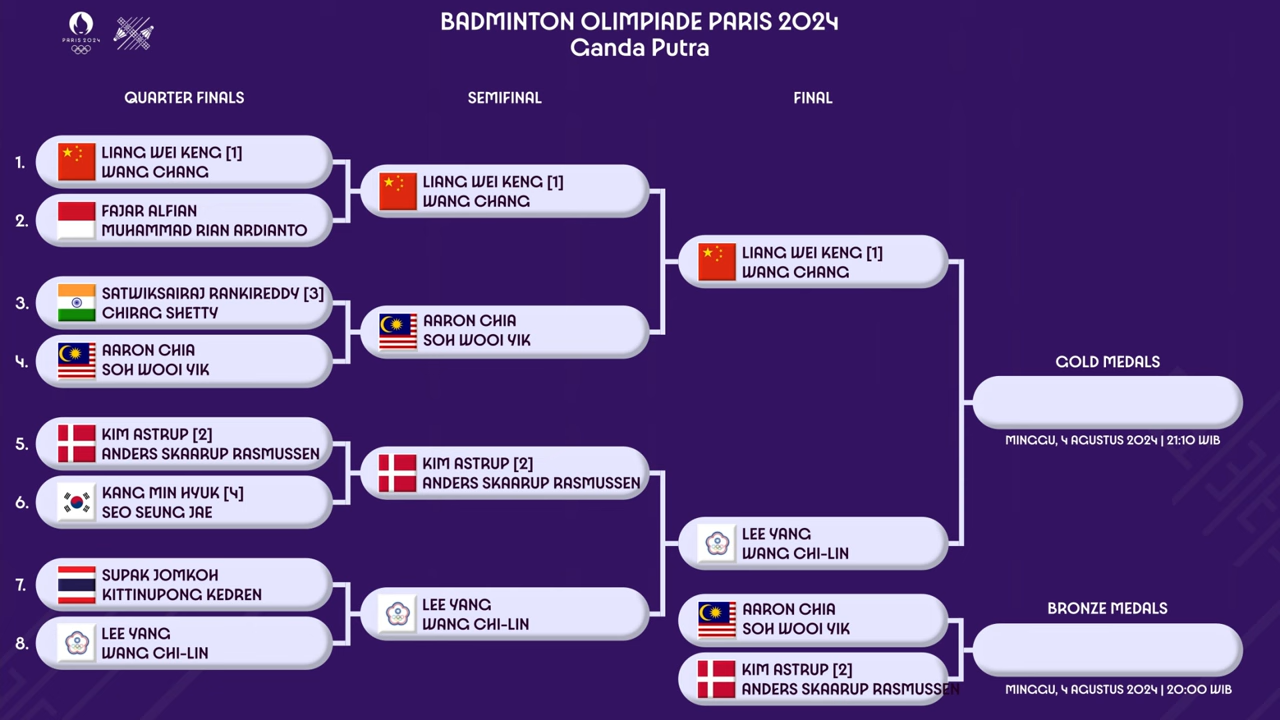 PARIS 2024
BADMINTON OLIMPIADE PARIS 2024
Ganda Putra
QUARTER FINALS
SEMIFINAL
FINAL
1.
LIANG WEI KENG [1]
WANG CHANG
2.
FAJAR ALFIAN
MUHAMMAD RIAN ARDIANTO
3.
SATWIKSAIRAJ RANKIREDDY [3]
CHIRAG SHETTY
4.
AARON CHIA
SOH WOOI YIK
5.
KIM ASTRUP [2]
ANDERS SKAARUP RASMUSSEN
6.
KANG MIN HYUK [4]
SEO SEUNG JAE
7.
SUPAK JOMKOH
KITTINUPONG KEDREN
8.
LEE YANG
WANG CHI-LIN
LIANG WEI KENG [1]
WANG CHANG
AARON CHIA
SOH WOOI YIK
KIM ASTRUP [2]
ANDERS SKAARUP RASMUSSEN
LEE YANG
WANG CHI-LIN
LIANG WEI KENG [1]
WANG CHANG
LEE YANG
WANG CHI-LIN
AARON CHIA
SOH WOOI YIK
KIM ASTRUP [2]
ANDERS SKAARUP RASMUSSEN
GOLD MEDALS
MINGGU, 4 AGUSTUS 2024 | 21:10 WIB
BRONZE MEDALS
MINGGU, 4 AGUSTUS 2024 | 20:00 WIB